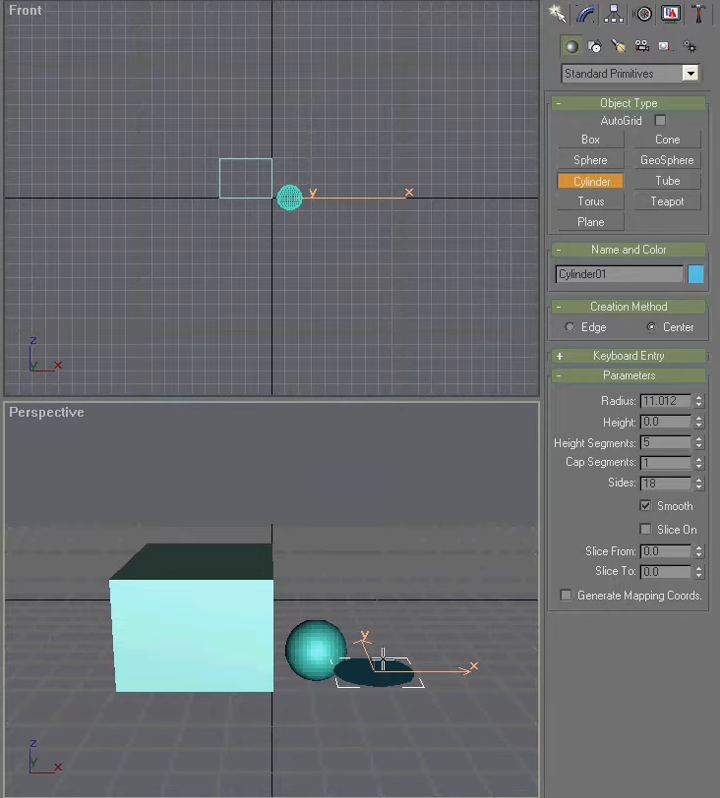 Front
Standard Primitives
- Object Type
AutoGrid
Box Cone
Sphere GeoSphere
Cylinder Tube
Torus Teapot
Plane
- Name and Color
Cylinder01
- Creation Method
Edge Center
+ Keyboard Entry
- Parameters
Radius: 11.012
Height: 0.0
Height Segments: 5
Cap Segments: 1
Sides: 18
Smooth
Slice On
Slice From: 0.0
Slice To: 0.0
Generate Mapping Coords.
y x
z
y x
Perspective
y
x
z
y x